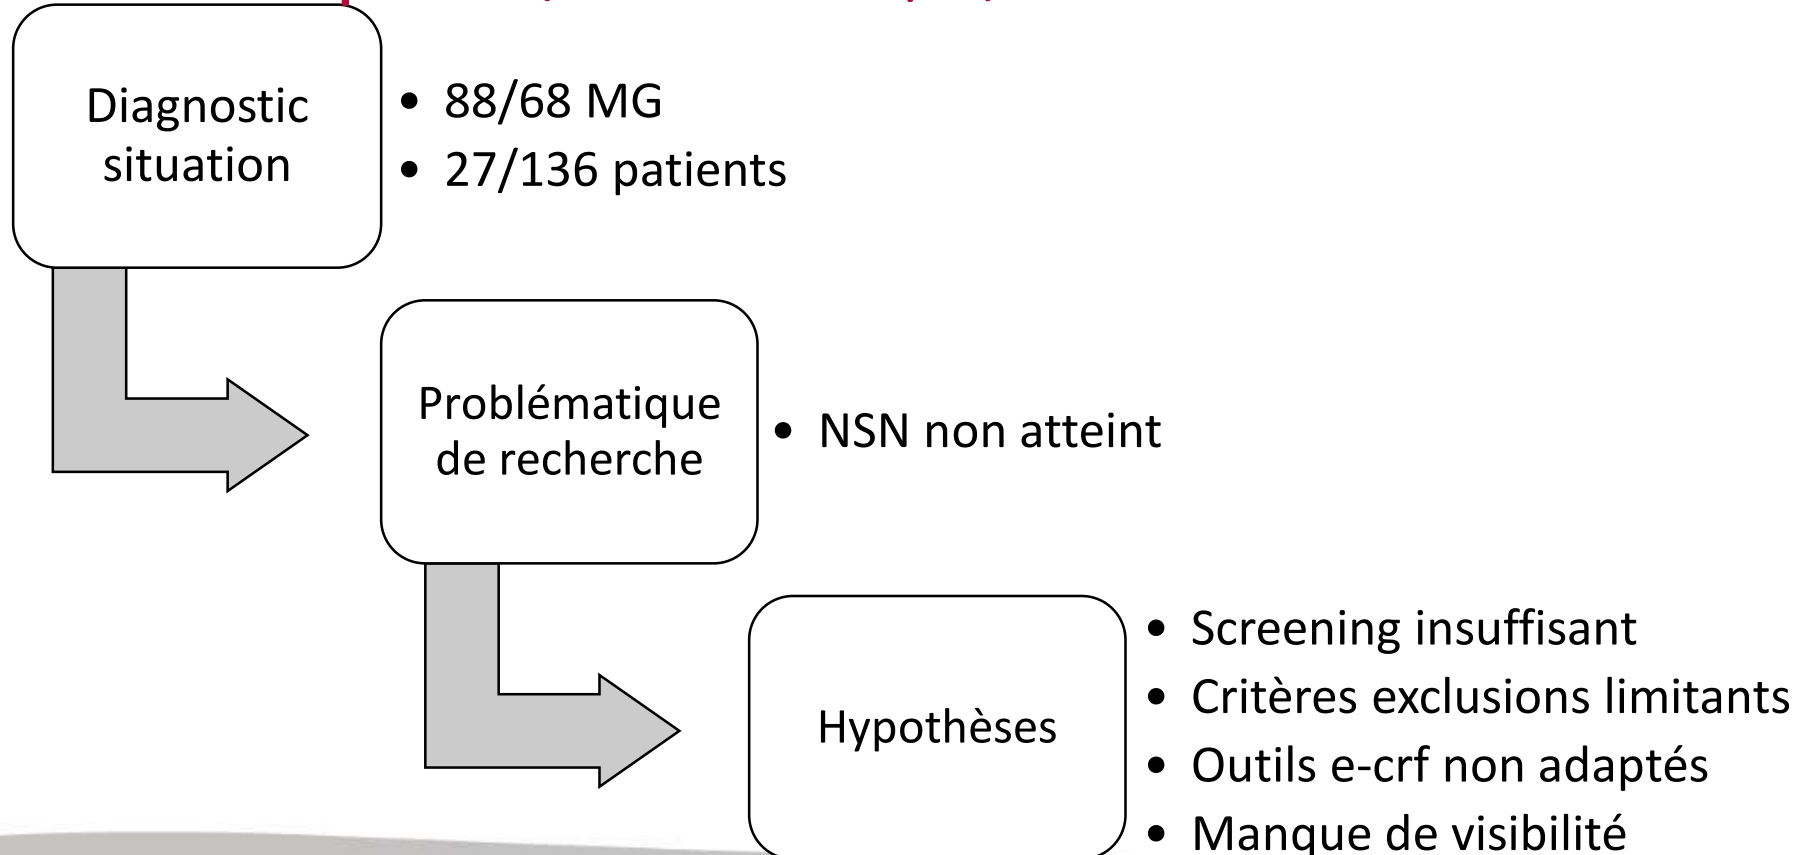 Diagnostic
situation
• 88/68 MG
• 27/136 patients
Problématique
de recherche
• NSN non atteint
Hypothèses
• Screening insuffisant
• Critères exclusions limitants
• Outils e-crf non adaptés
• Manque de visibilité